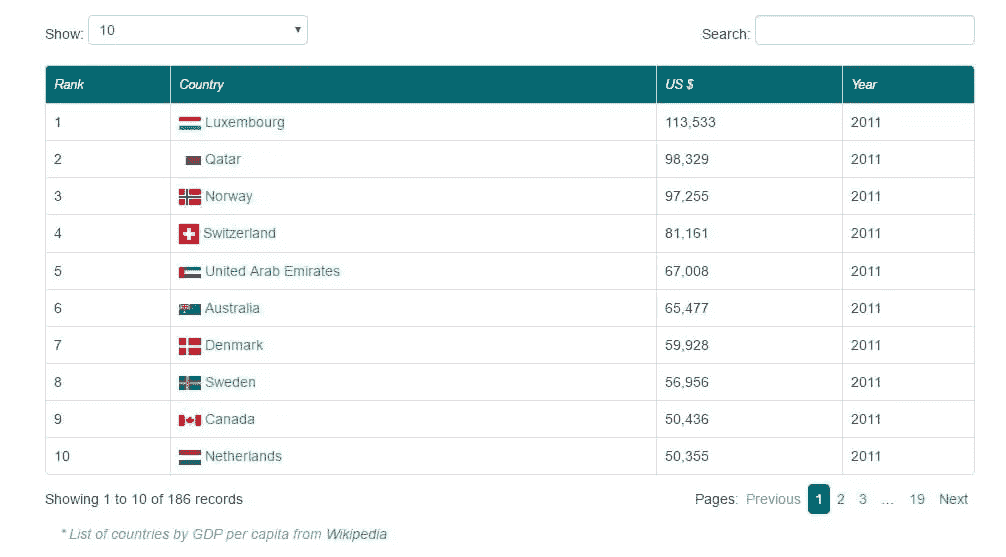 Show: 10 Search:
Rank Country US $ Year
1 Luxembourg 113,533 2011
2 Qatar 98,329 2011
3 Norway 97,255 2011
4 Switzerland 81,161 2011
5 United Arab Emirates 67,008 2011
6 Australia 65,477 2011
7 Denmark 59,928 2011
8 Sweden 56,956 2011
9 Canada 50,436 2011
10 Netherlands 50,355 2011
Showing 1 to 10 of 186 records Pages: Previous 1 2 3 … 19 Next
* List of countries by GDP per capita from Wikipedia